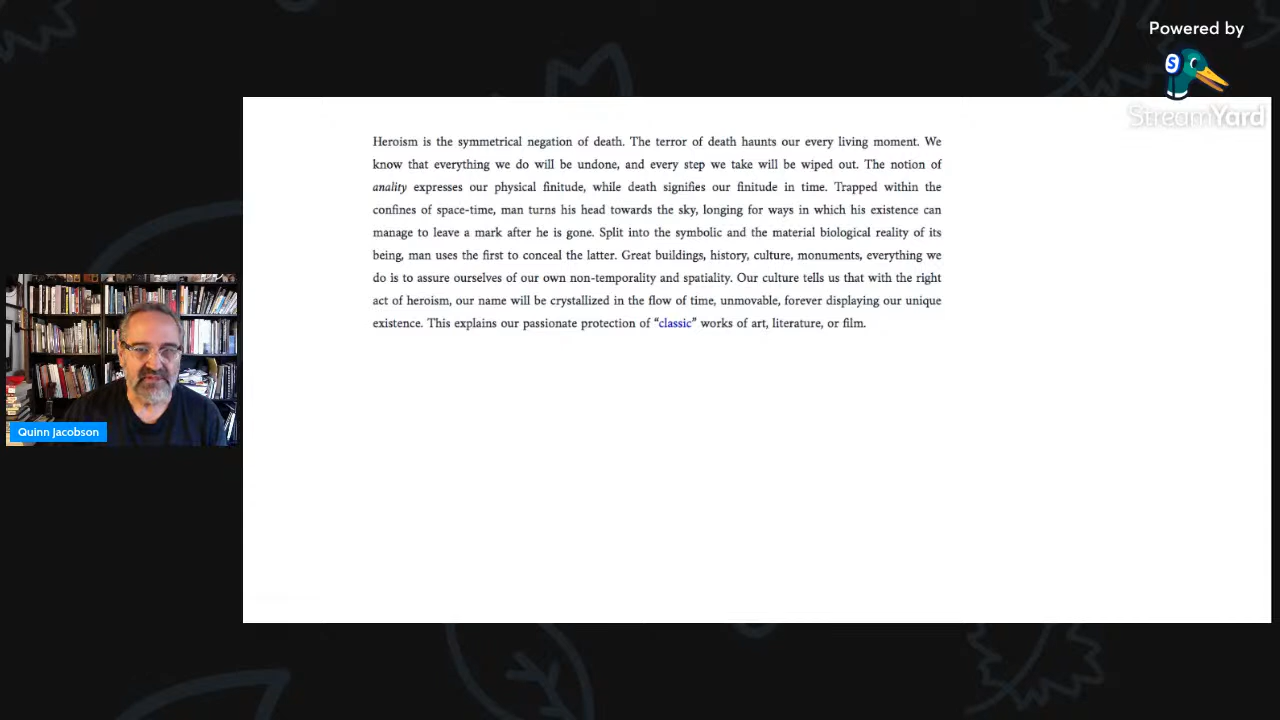 Powered by
S
StreamYard
Heroism is the symmetrical negation of death. The terror of death haunts our every living moment. We
know that everything we do will be undone, and every step we take will be wiped out. The notion of
anality expresses our physical finitude, while death signifies our finitude in time. Trapped within the
confines of space-time, man turns his head towards the sky, longing for ways in which his existence can
manage to leave a mark after he is gone. Split into the symbolic and the material biological reality of its
being, man uses the first to conceal the latter. Great buildings, history, culture, monuments, everything we
do is to assure ourselves of our own non-temporality and spatiality. Our culture tells us that with the right
act of heroism, our name will be crystallized in the flow of time, unmovable, forever displaying our unique
existence. This explains our passionate protection of “classic” works of art, literature, or film.
Quinn Jacobson